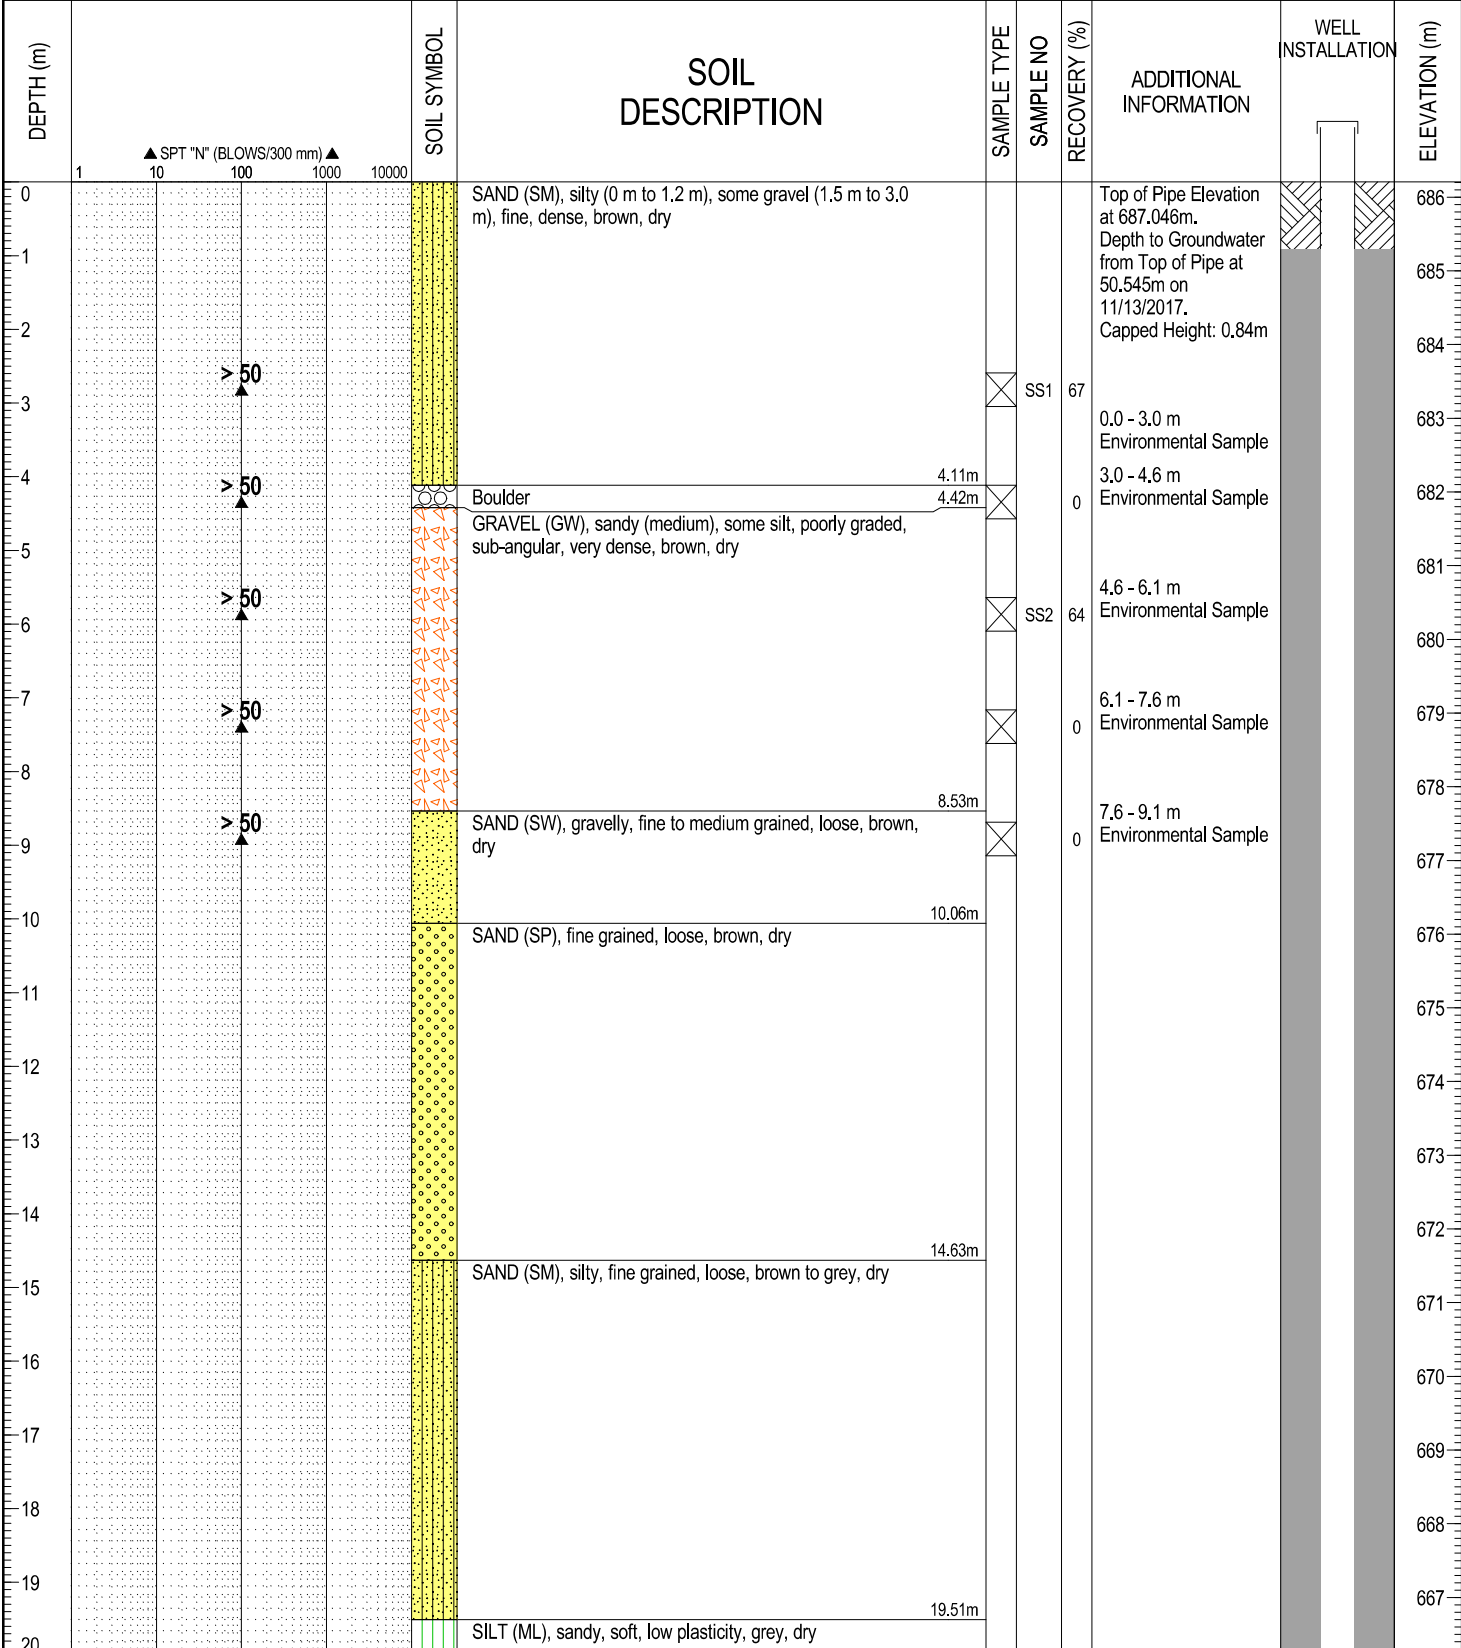 DEPTH (m)
▲ SPT "N" (BLOWS/300 mm) ▲
1 10 100 1000 10000
SOIL SYMBOL
SOIL
DESCRIPTION
SAMPLE TYPE
SAMPLE NO
RECOVERY (%)
ADDITIONAL
INFORMATION
WELL
INSTALLATION
ELEVATION (m)
0
1
2
3
4
5
6
7
8
9
10
11
12
13
14
15
16
17
18
19
20
> 50
> 50
> 50
> 50
> 50
SAND (SM), silty (0 m to 1.2 m), some gravel (1.5 m to 3.0
m), fine, dense, brown, dry
4.11m
Boulder
4.42m
GRAVEL (GW), sandy (medium), some silt, poorly graded,
sub-angular, very dense, brown, dry
8.53m
SAND (SW), gravelly, fine to medium grained, loose, brown,
dry
10.06m
SAND (SP), fine grained, loose, brown, dry
14.63m
SAND (SM), silty, fine grained, loose, brown to grey, dry
19.51m
SILT (ML), sandy, soft, low plasticity, grey, dry
SS1 67
0
SS2 64
0
0
Top of Pipe Elevation
at 687.046m.
Depth to Groundwater
from Top of Pipe at
50.545m on
11/13/2017.
Capped Height: 0.84m
0.0 - 3.0 m
Environmental Sample
3.0 - 4.6 m
Environmental Sample
4.6 - 6.1 m
Environmental Sample
6.1 - 7.6 m
Environmental Sample
7.6 - 9.1 m
Environmental Sample
686
685
684
683
682
681
680
679
678
677
676
675
674
673
672
671
670
669
668
667